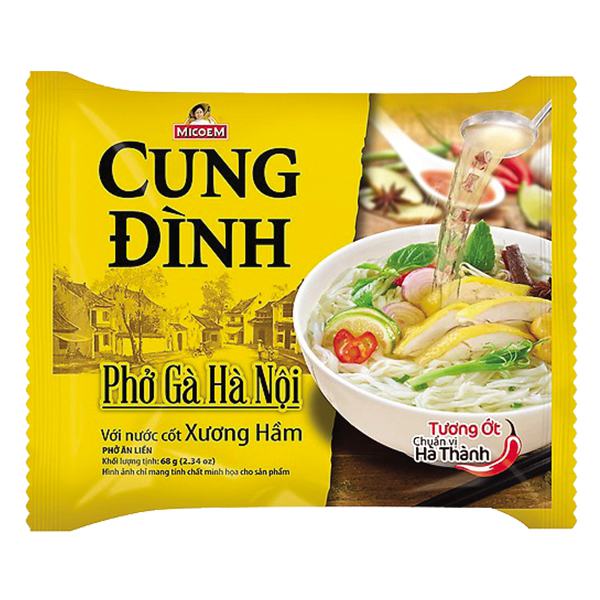 MICOEM
CUNG
ĐÌNH
Phở Gà Hà Nội
Với nước cốt Xương Hầm
PHỞ ĂN LIỀN
Khối lượng tịnh: 68 g (2.34 oz)
Hình ảnh chỉ mang tính chất minh họa cho sản phẩm
Tương Ớt
Chuẩn vị
Hà Thành